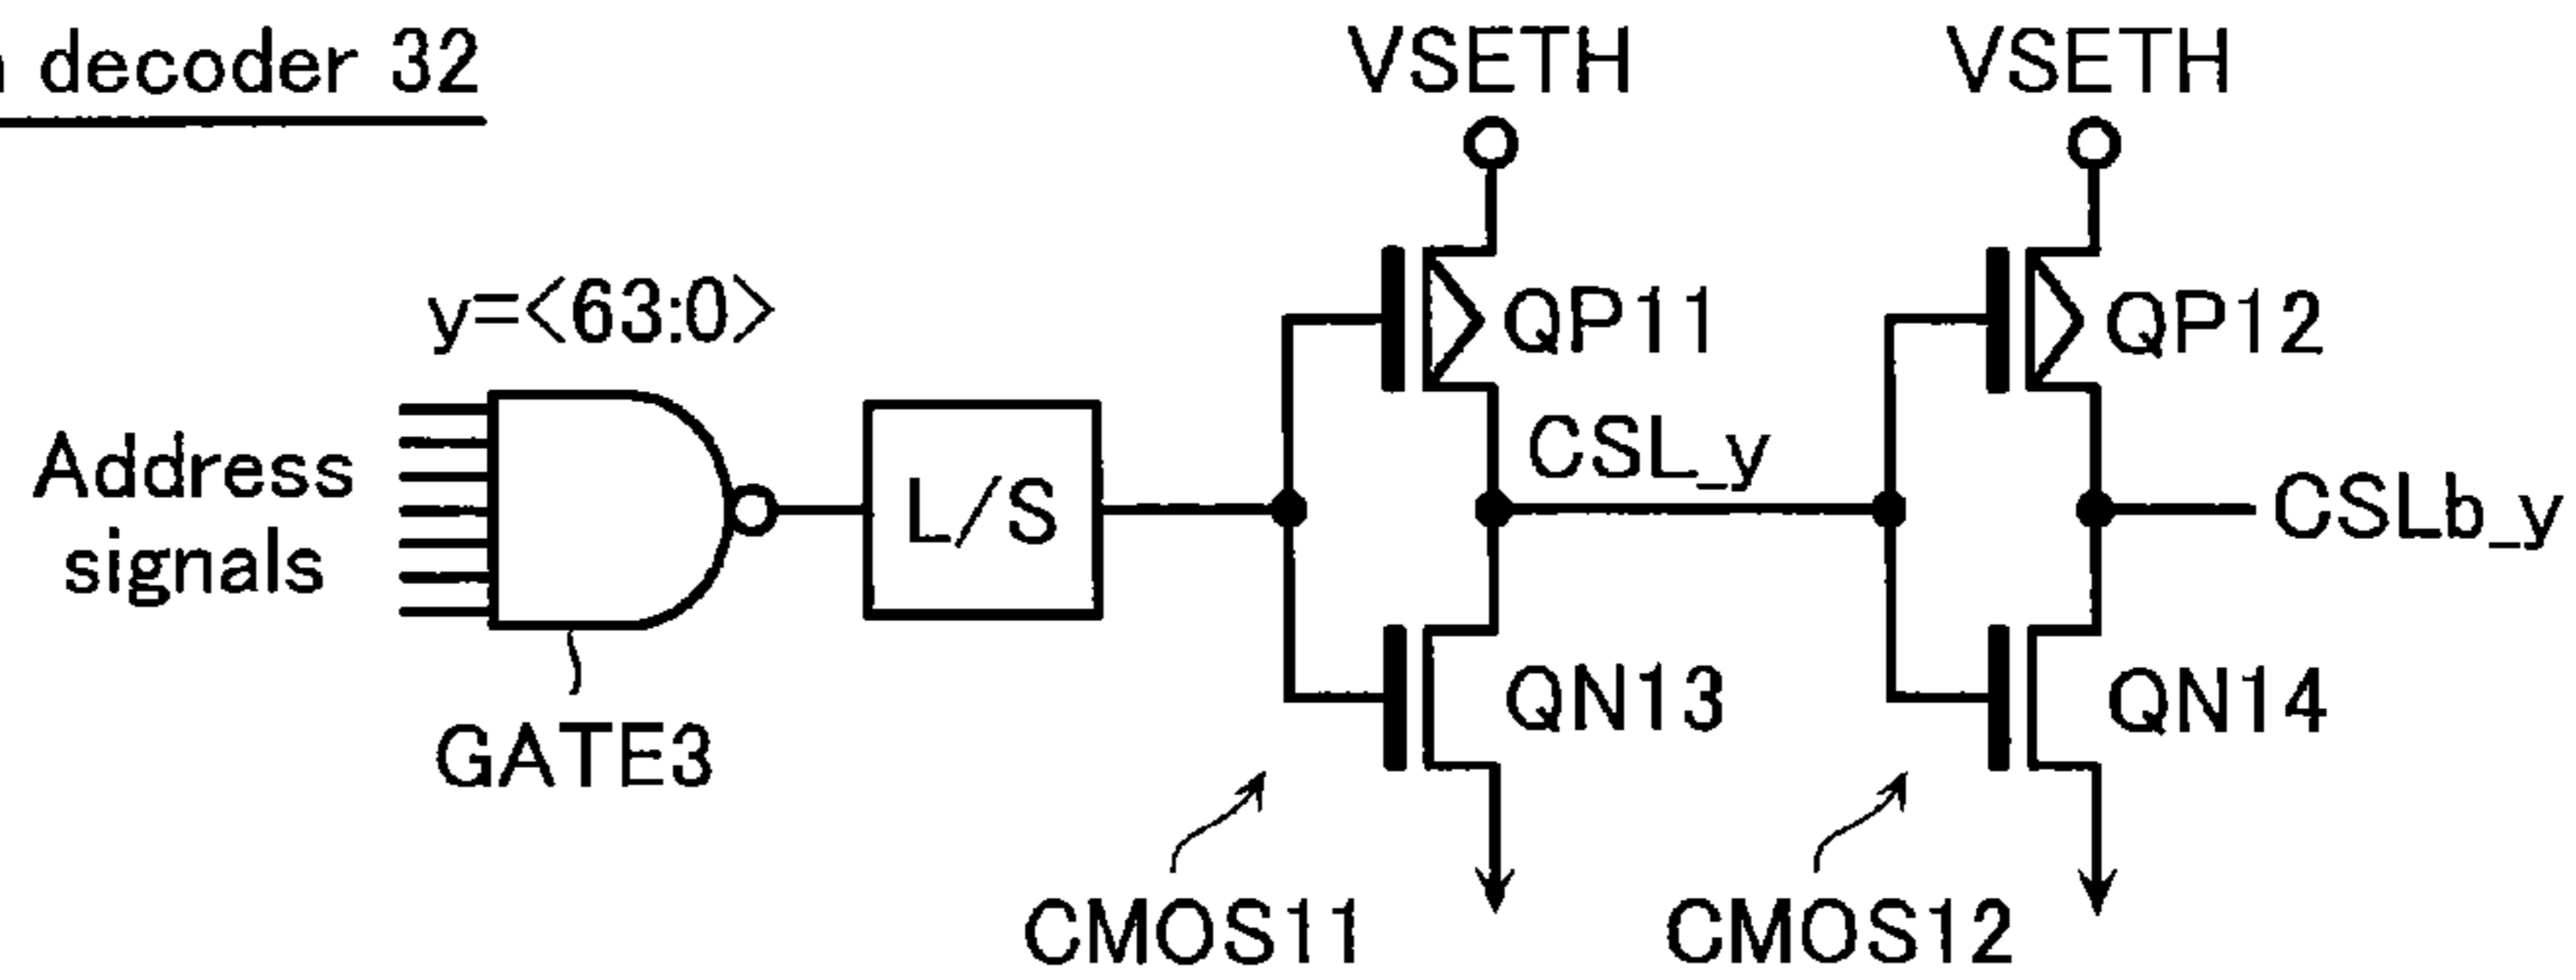 decoder 32
VSETH
VSETH
y=<63:0>
QP11
QP12
Address
signals
L/S
CSL_y
CSLb_y
GATE3
QN13
QN14
CMOS11
CMOS12